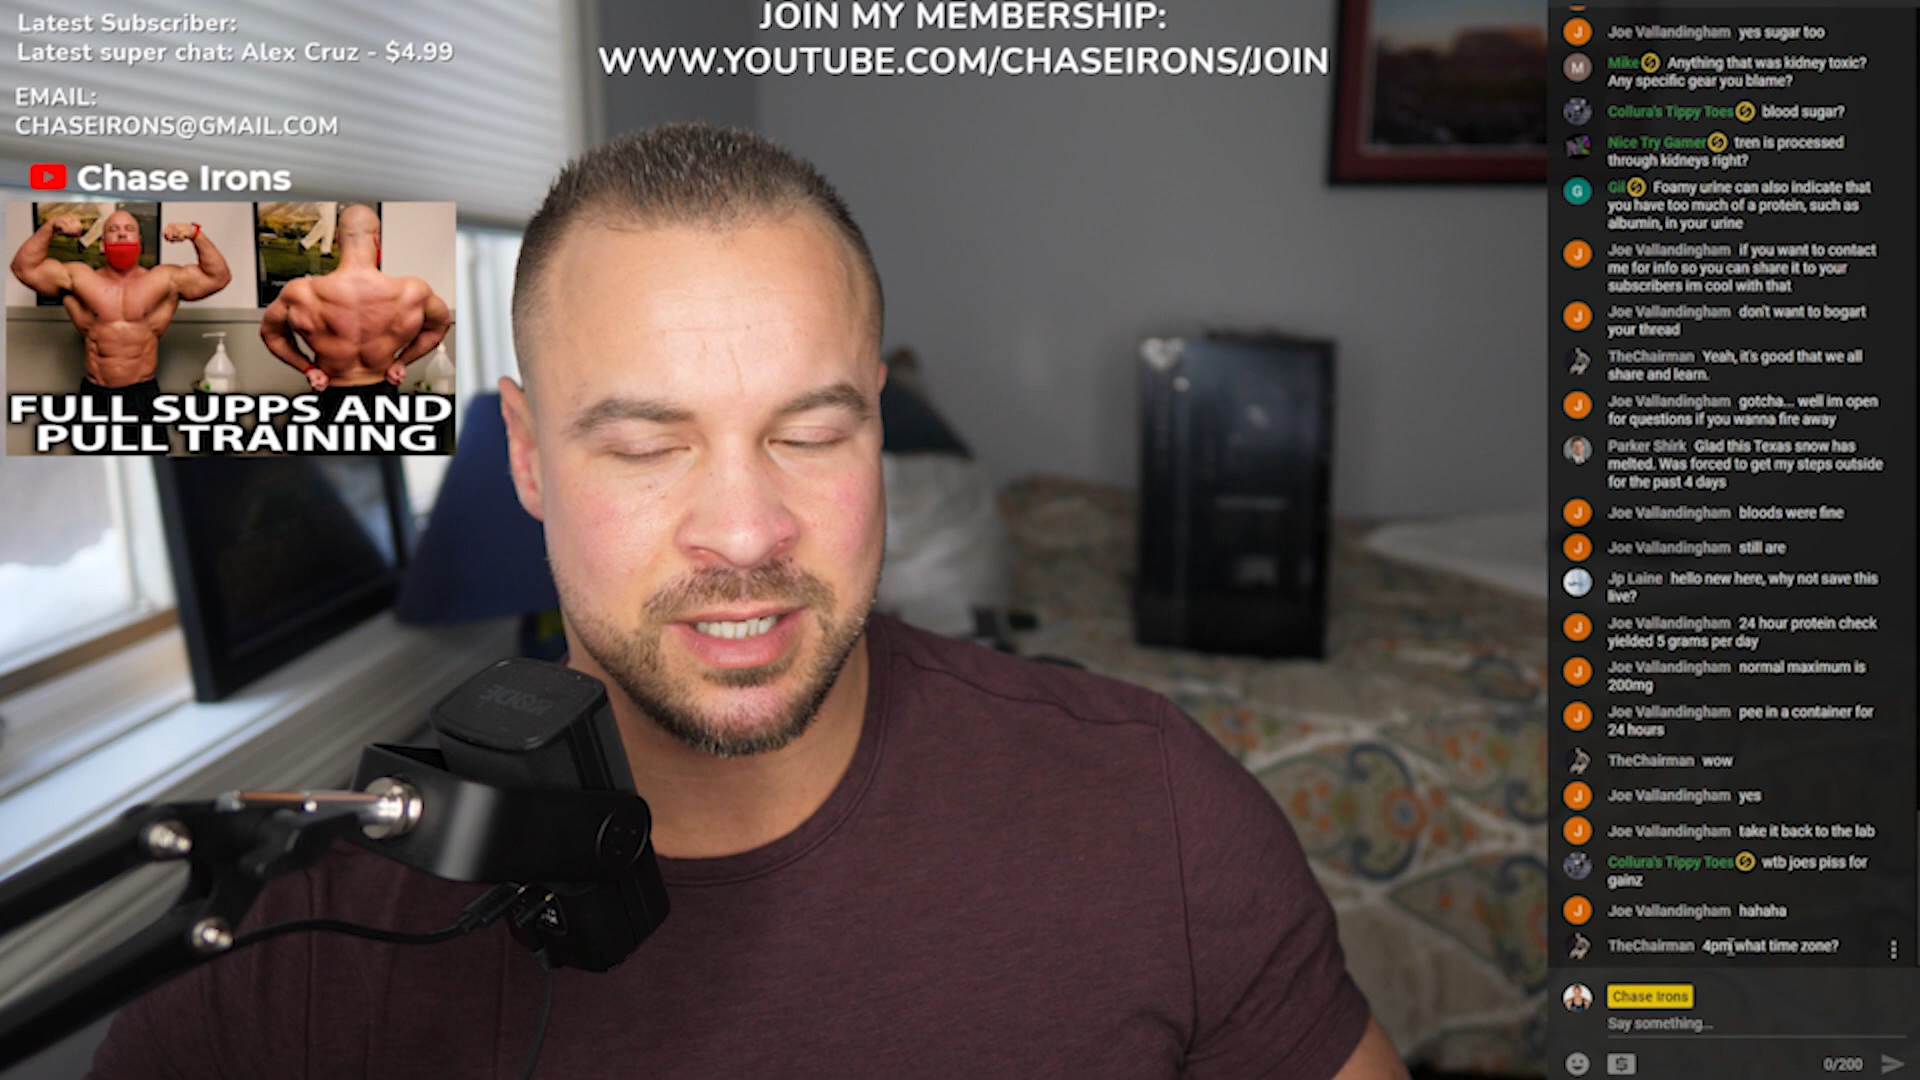 Latest Subscriber:
Latest super chat: Alex Cruz - $4.99
EMAIL:
CHASEIRONS@GMAIL.COM
Chase Irons
FULL SUPPS AND
PULL TRAINING
JOIN MY MEMBERSHIP:
WWW.YOUTUBE.COM/CHASEIRONS/JOIN
J Joe Vallandingham yes sugar too
M Mike Anything that was kidney toxic?
Any specific gear you blame?
Collura's Tippy Toes blood sugar?
Nice Try Gamer tren is processed
through kidneys right?
G Gil Foamy urine can also indicate that
you have too much of a protein, such as
albumin, in your urine
J Joe Vallandingham if you want to contact
me for info so you can share it to your
subscribers im cool with that
J Joe Vallandingham don't want to bogart
your thread
TheChairman Yeah, it's good that we all
share and learn.
J Joe Vallandingham gotcha... well im open
for questions if you wanna fire away
Parker Shirk Glad this Texas snow has
melted. Was forced to get my steps outside
for the past 4 days
J Joe Vallandingham bloods were fine
J Joe Vallandingham still are
Jp Laine hello new here, why not save this
live?
J Joe Vallandingham 24 hour protein check
yielded 5 grams per day
J Joe Vallandingham normal maximum is
200mg
J Joe Vallandingham pee in a container for
24 hours
TheChairman wow
J Joe Vallandingham yes
J Joe Vallandingham take it back to the lab
Collura's Tippy Toes wtb joes piss for
gainz
J Joe Vallandingham hahaha
TheChairman 4pm what time zone?
Chase Irons
Say something...
0/200